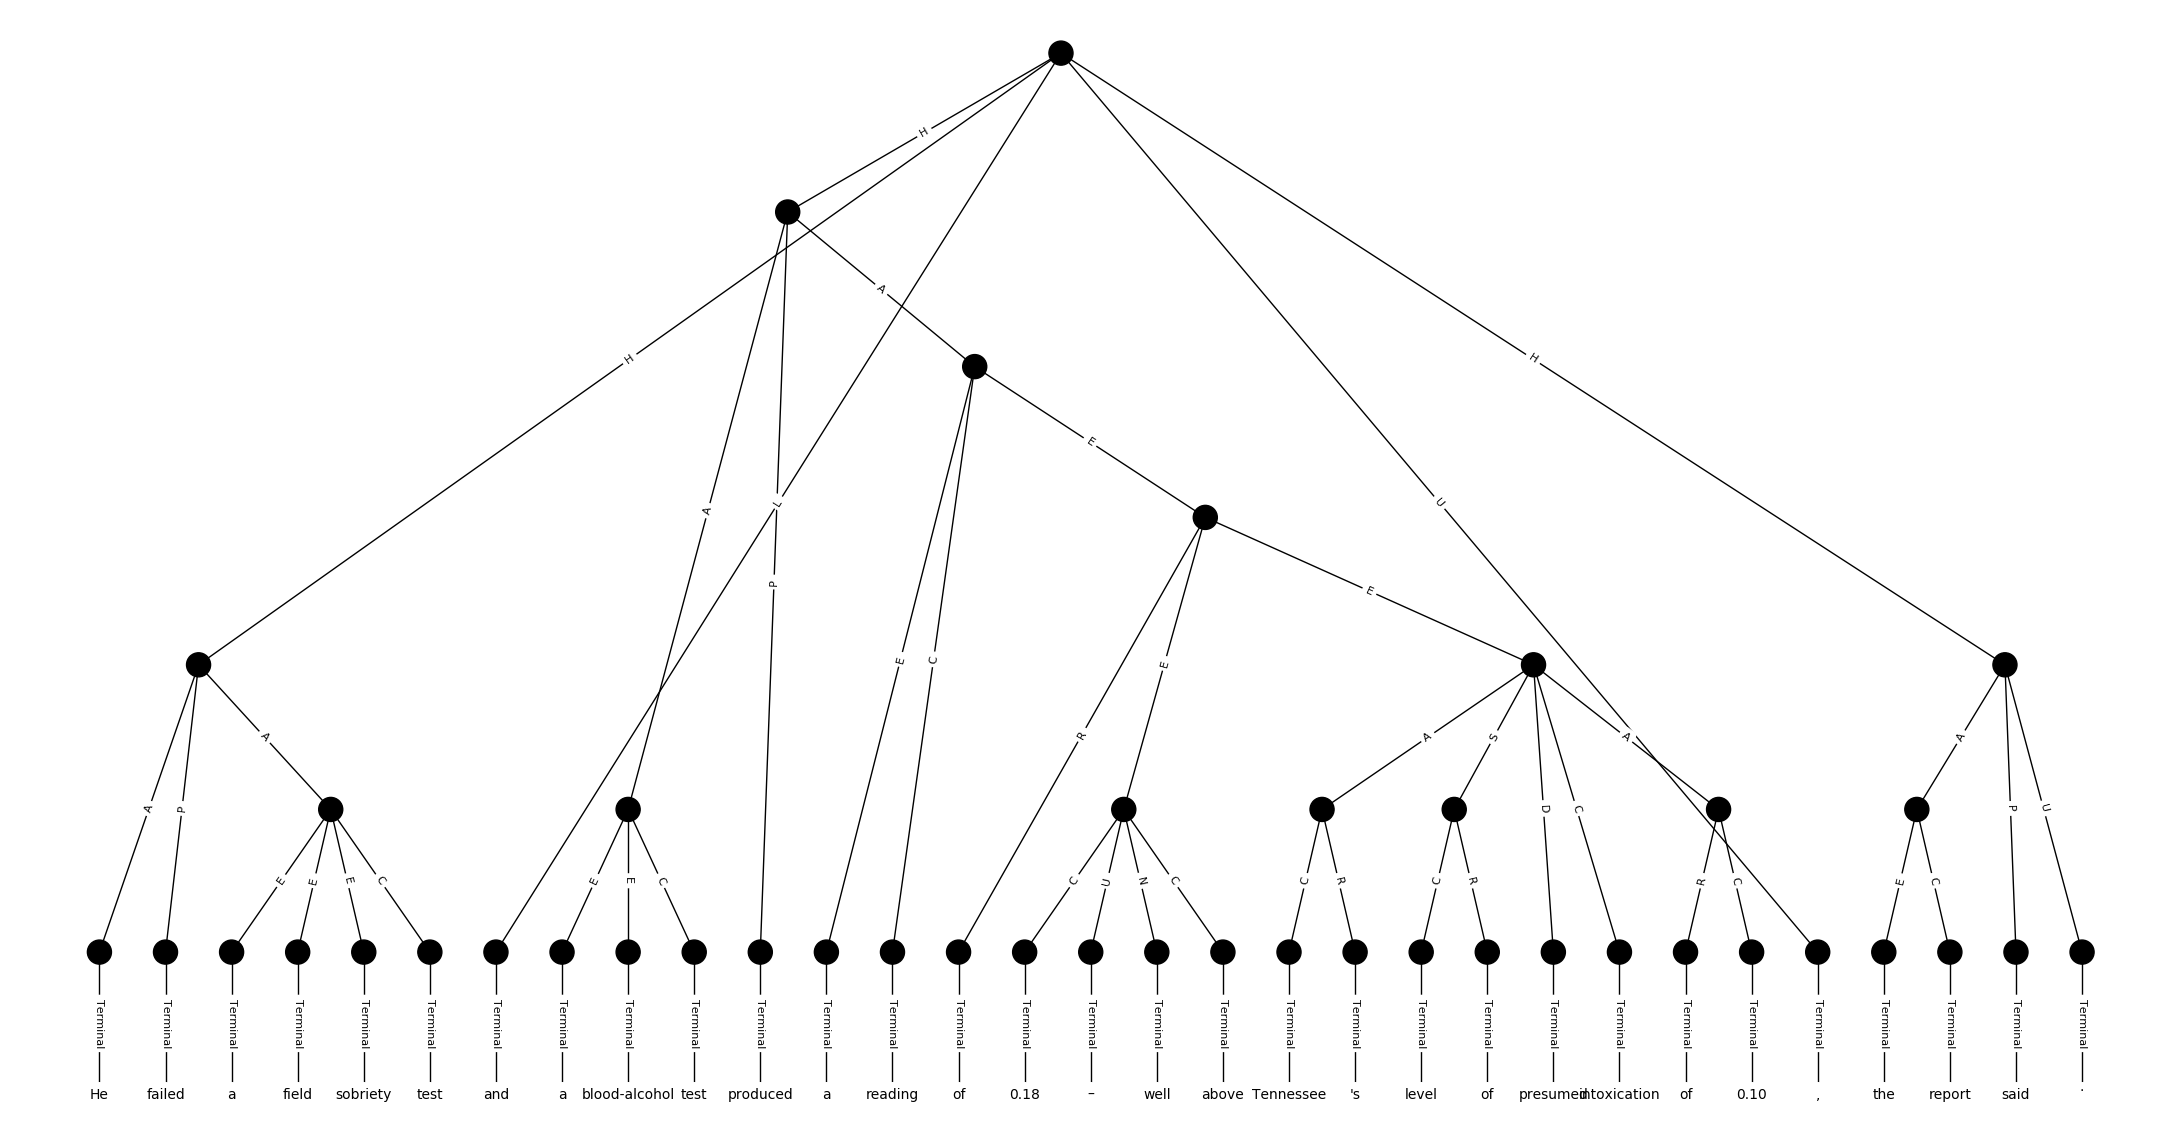 H
H
A
H
E
A
L
U
P
E
E
C
E
A
R
A
S
A
A
A
P
D
C
P
U
E
E
E
C
E
E
C
C
U
N
C
C
R
C
R
R
C
E
C
Terminal Terminal Terminal Terminal Terminal Terminal Terminal Terminal Terminal Terminal Terminal Terminal Terminal Terminal Terminal Terminal Terminal Terminal Terminal Terminal Terminal Terminal Terminal Terminal Terminal Terminal Terminal Terminal Terminal Terminal Terminal
He failed a field sobriety test and a blood-alcohol test produced a reading of 0.18 – well above Tennessee 's level of presumed intoxication of 0.10 , the report said .